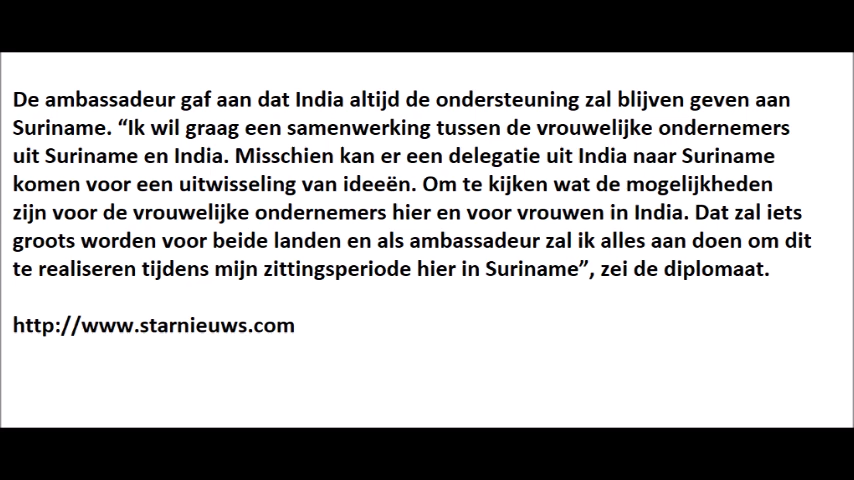 De ambassadeur gaf aan dat India altijd de ondersteuning zal blijven geven aan
Suriname. “Ik wil graag een samenwerking tussen de vrouwelijke ondernemers
uit Suriname en India. Misschien kan er een delegatie uit India naar Suriname
komen voor een uitwisseling van ideeën. Om te kijken wat de mogelijkheden
zijn voor de vrouwelijke ondernemers hier en voor vrouwen in India. Dat zal iets
groots worden voor beide landen en als ambassadeur zal ik alles aan doen om dit
te realiseren tijdens mijn zittingsperiode hier in Suriname”, zei de diplomaat.
http://www.starnieuws.com